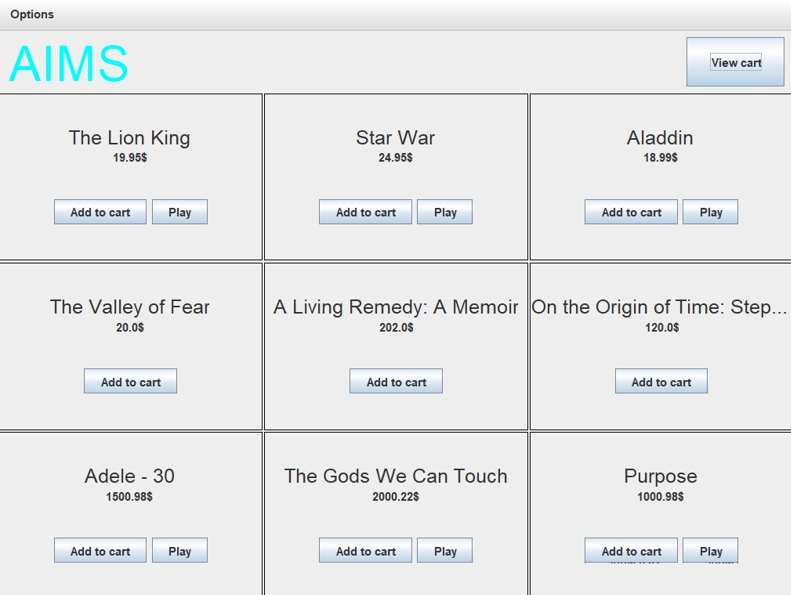 Options
AIMS
View cart
The Lion King
19.95$
Add to cart
Play
Star War
24.95$
Add to cart
Play
Aladdin
18.99$
Add to cart
Play
The Valley of Fear
20.0$
Add to cart
A Living Remedy: A Memoir
202.0$
Add to cart
On the Origin of Time: Step...
120.0$
Add to cart
Adele - 30
1500.98$
Add to cart
Play
The Gods We Can Touch
2000.22$
Add to cart
Play
Purpose
1000.98$
Add to cart
Play